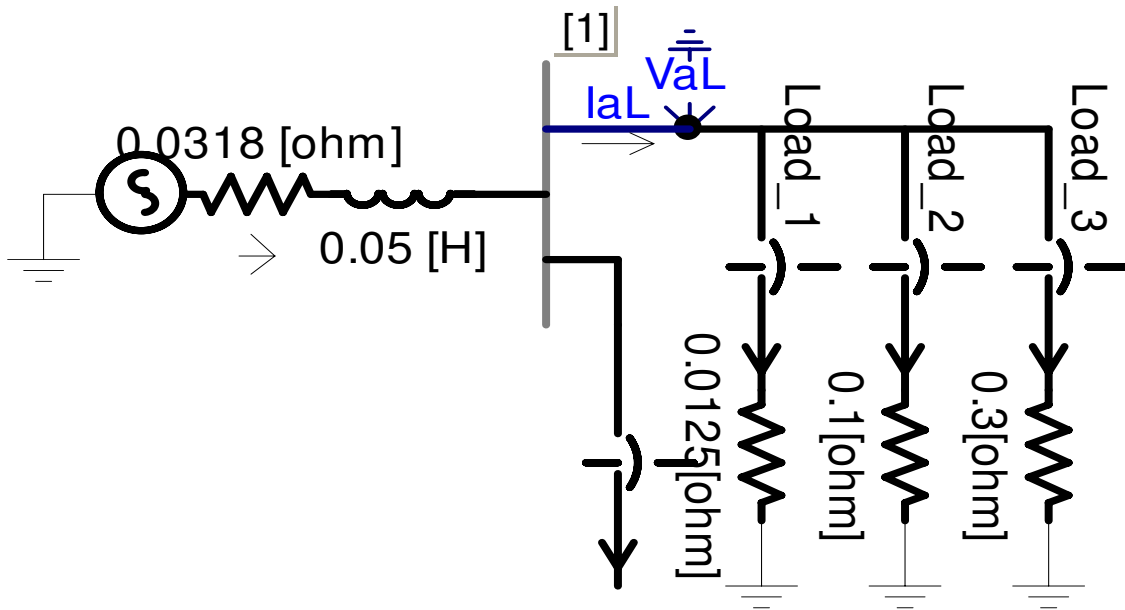 [1]
VaL
IaL
0.0318 [ohm]
0.05 [H]
Load_1
Load_2
Load_3
0.0125[ohm]
0.1[ohm]
0.3[ohm]